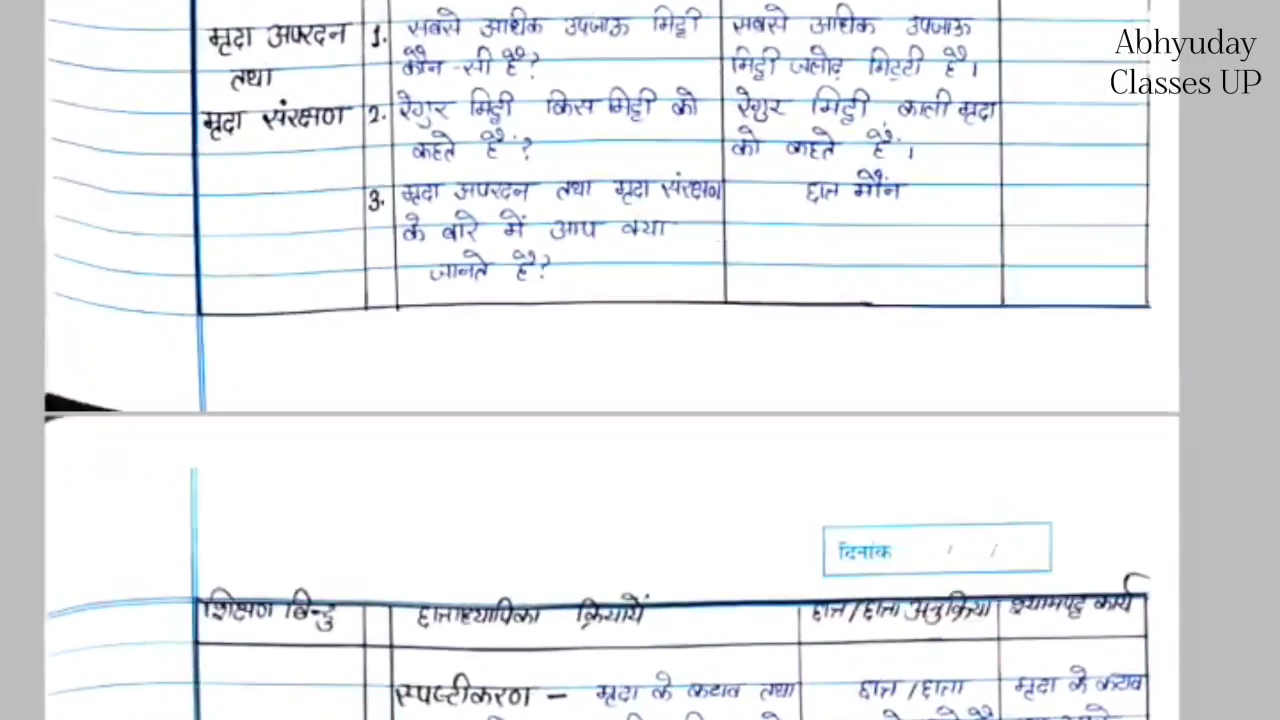 Abhyuday
Classes UP
मृदा अपरदन
तथा
मृदा संरक्षण
1. सबसे अधिक उपजाऊ मिट्टी
कौन-सी है?
सबसे अधिक उपजाऊ
मिट्टी जलोढ़ मिट्टी है।
2. रेगुर मिट्टी किस मिट्टी को
कहते हैं?
रेगुर मिट्टी काली मृदा
को कहते हैं।
3. मृदा अपरदन तथा मृदा संरक्षण
के बारे में आप क्या
जानते है?
छात्र मौन
दिनांक / /
शिक्षण बिन्दु
छात्राध्यापिका क्रियायें
छात्र/छात्रा अनुक्रिया
श्यामपट्ट कार्य
स्पष्टीकरण - मृदा के कटाव तथा
छात्र/छात्रा
मृदा के कटाव